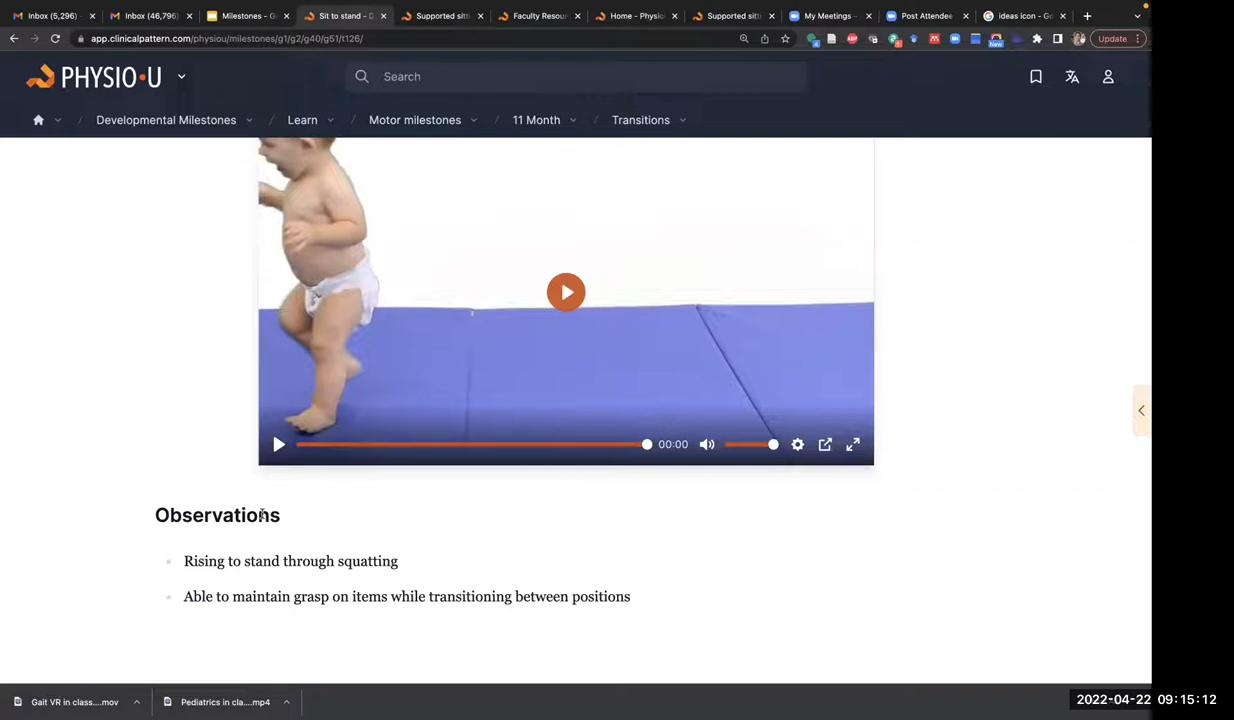 Inbox (5,296) -
Inbox (46,796)
Milestones - G
Sit to stand - D
Supported sitti
Faculty Resour
Home - Physio
Supported sitti
My Meetings -
Post Attendee
ideas icon - Go
app.clinicalpattern.com/physiou/milestones/g1/g2/g40/g51/t126/
New
Update
PHYSIO·U
Search
Developmental Milestones / Learn / Motor milestones / 11 Month / Transitions
00:00
Observations
Rising to stand through squatting
Able to maintain grasp on items while transitioning between positions
Gait VR in class....mov
Pediatrics in cla....mp4
2022-04-22 09:15:12